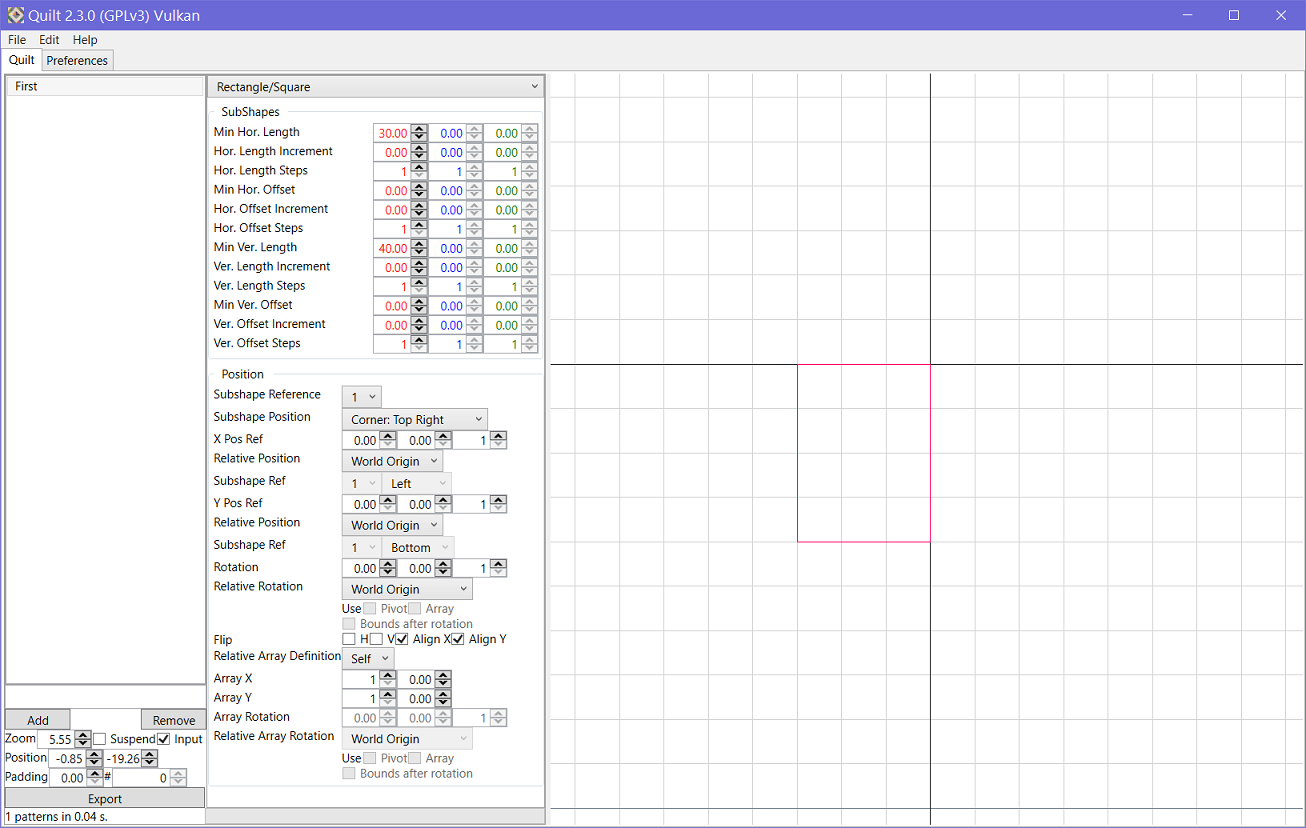 Quilt 2.3.0 (GPLv3) Vulkan
File Edit Help
Quilt Preferences
First
Rectangle/Square
SubShapes
Min Hor. Length 30.00 0.00 0.00
Hor. Length Increment 0.00 0.00 0.00
Hor. Length Steps 1 1 1
Min Hor. Offset 0.00 0.00 0.00
Hor. Offset Increment 0.00 0.00 0.00
Hor. Offset Steps 1 1 1
Min Ver. Length 40.00 0.00 0.00
Ver. Length Increment 0.00 0.00 0.00
Ver. Length Steps 1 1 1
Min Ver. Offset 0.00 0.00 0.00
Ver. Offset Increment 0.00 0.00 0.00
Ver. Offset Steps 1 1 1
Position
Subshape Reference 1
Subshape Position Corner: Top Right
X Pos Ref 0.00 0.00 1
Relative Position World Origin
Subshape Ref 1 Left
Y Pos Ref 0.00 0.00 1
Relative Position World Origin
Subshape Ref 1 Bottom
Rotation 0.00 0.00 1
Relative Rotation World Origin
Use Pivot Array
Bounds after rotation
Flip H V Align X Align Y
Relative Array Definition Self
Array X 1 0.00
Array Y 1 0.00
Array Rotation 0.00 0.00 1
Relative Array Rotation World Origin
Use Pivot Array
Bounds after rotation
Add Remove
Zoom 5.55 Suspend Input
Position -0.85 -19.26
Padding 0.00 # 0
Export
1 patterns in 0.04 s.